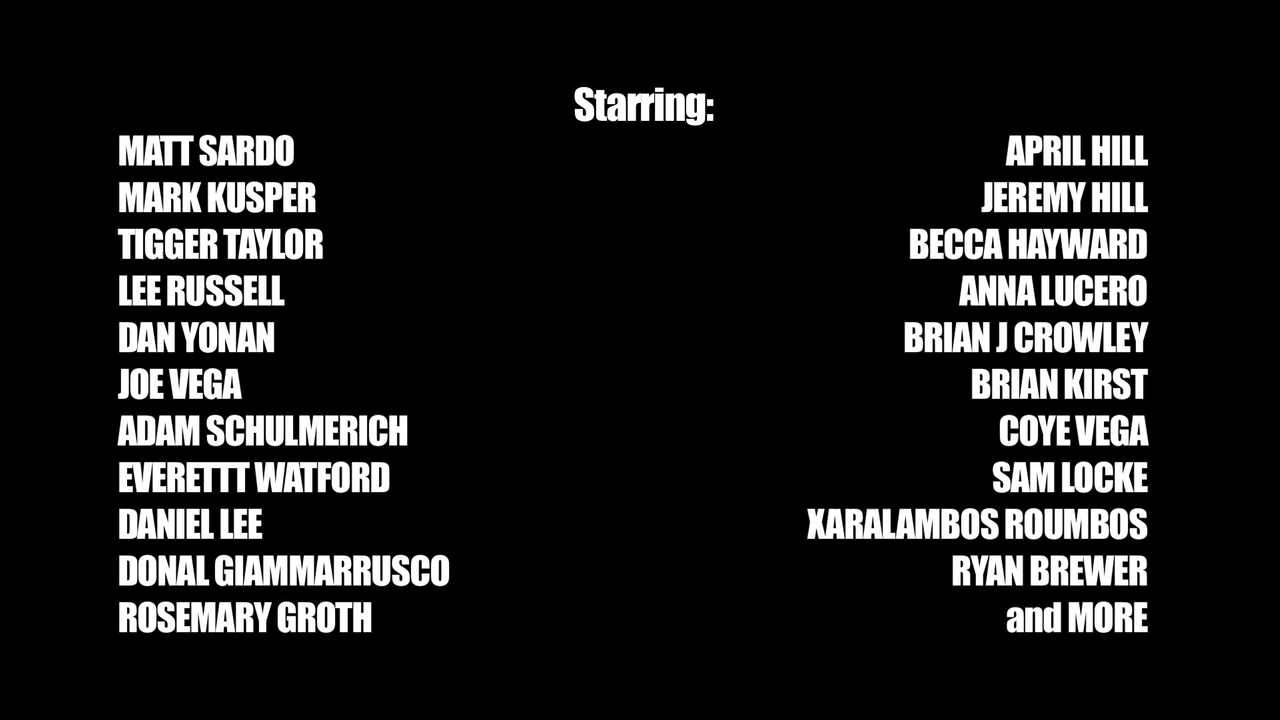 Starring:
MATT SARDO
MARK KUSPER
TIGGER TAYLOR
LEE RUSSELL
DAN YONAN
JOE VEGA
ADAM SCHULMERICH
EVERETTT WATFORD
DANIEL LEE
DONAL GIAMMARRUSCO
ROSEMARY GROTH
APRIL HILL
JEREMY HILL
BECCA HAYWARD
ANNA LUCERO
BRIAN J CROWLEY
BRIAN KIRST
COYE VEGA
SAM LOCKE
XARALAMBOS ROUMBOS
RYAN BREWER
and MORE